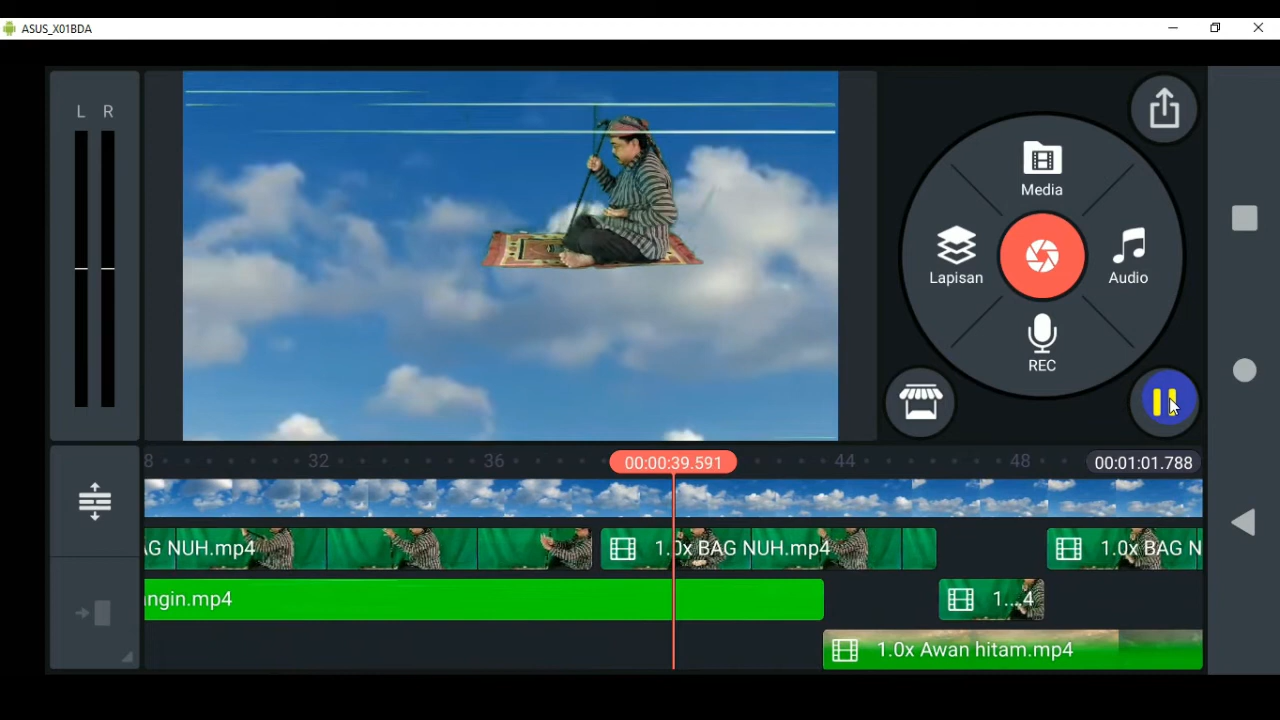 ASUS_X01BDA
L R
Media
Lapisan
Audio
REC
8 32 36 00:00:39.591 44 48 00:01:01.788
AG NUH.mp4 1.0x BAG NUH.mp4 1.0x BAG N
angin.mp4 1...4
1.0x Awan hitam.mp4